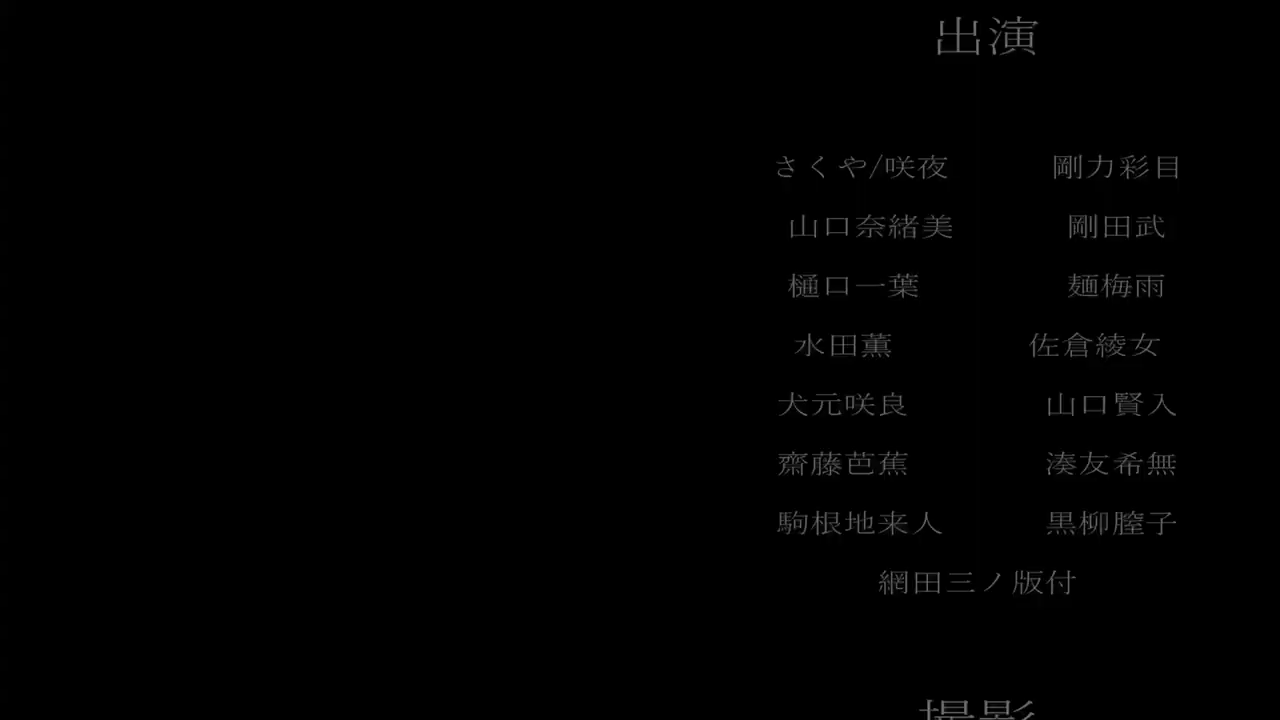 出演
さくや/咲夜 剛力彩目
山口奈緒美 剛田武
樋口一葉 麺梅雨
水田薫 佐倉綾女
犬元咲良 山口賢入
齋藤芭蕉 湊友希無
駒根地来人 黒柳膣子
網田三ノ版付
撮影